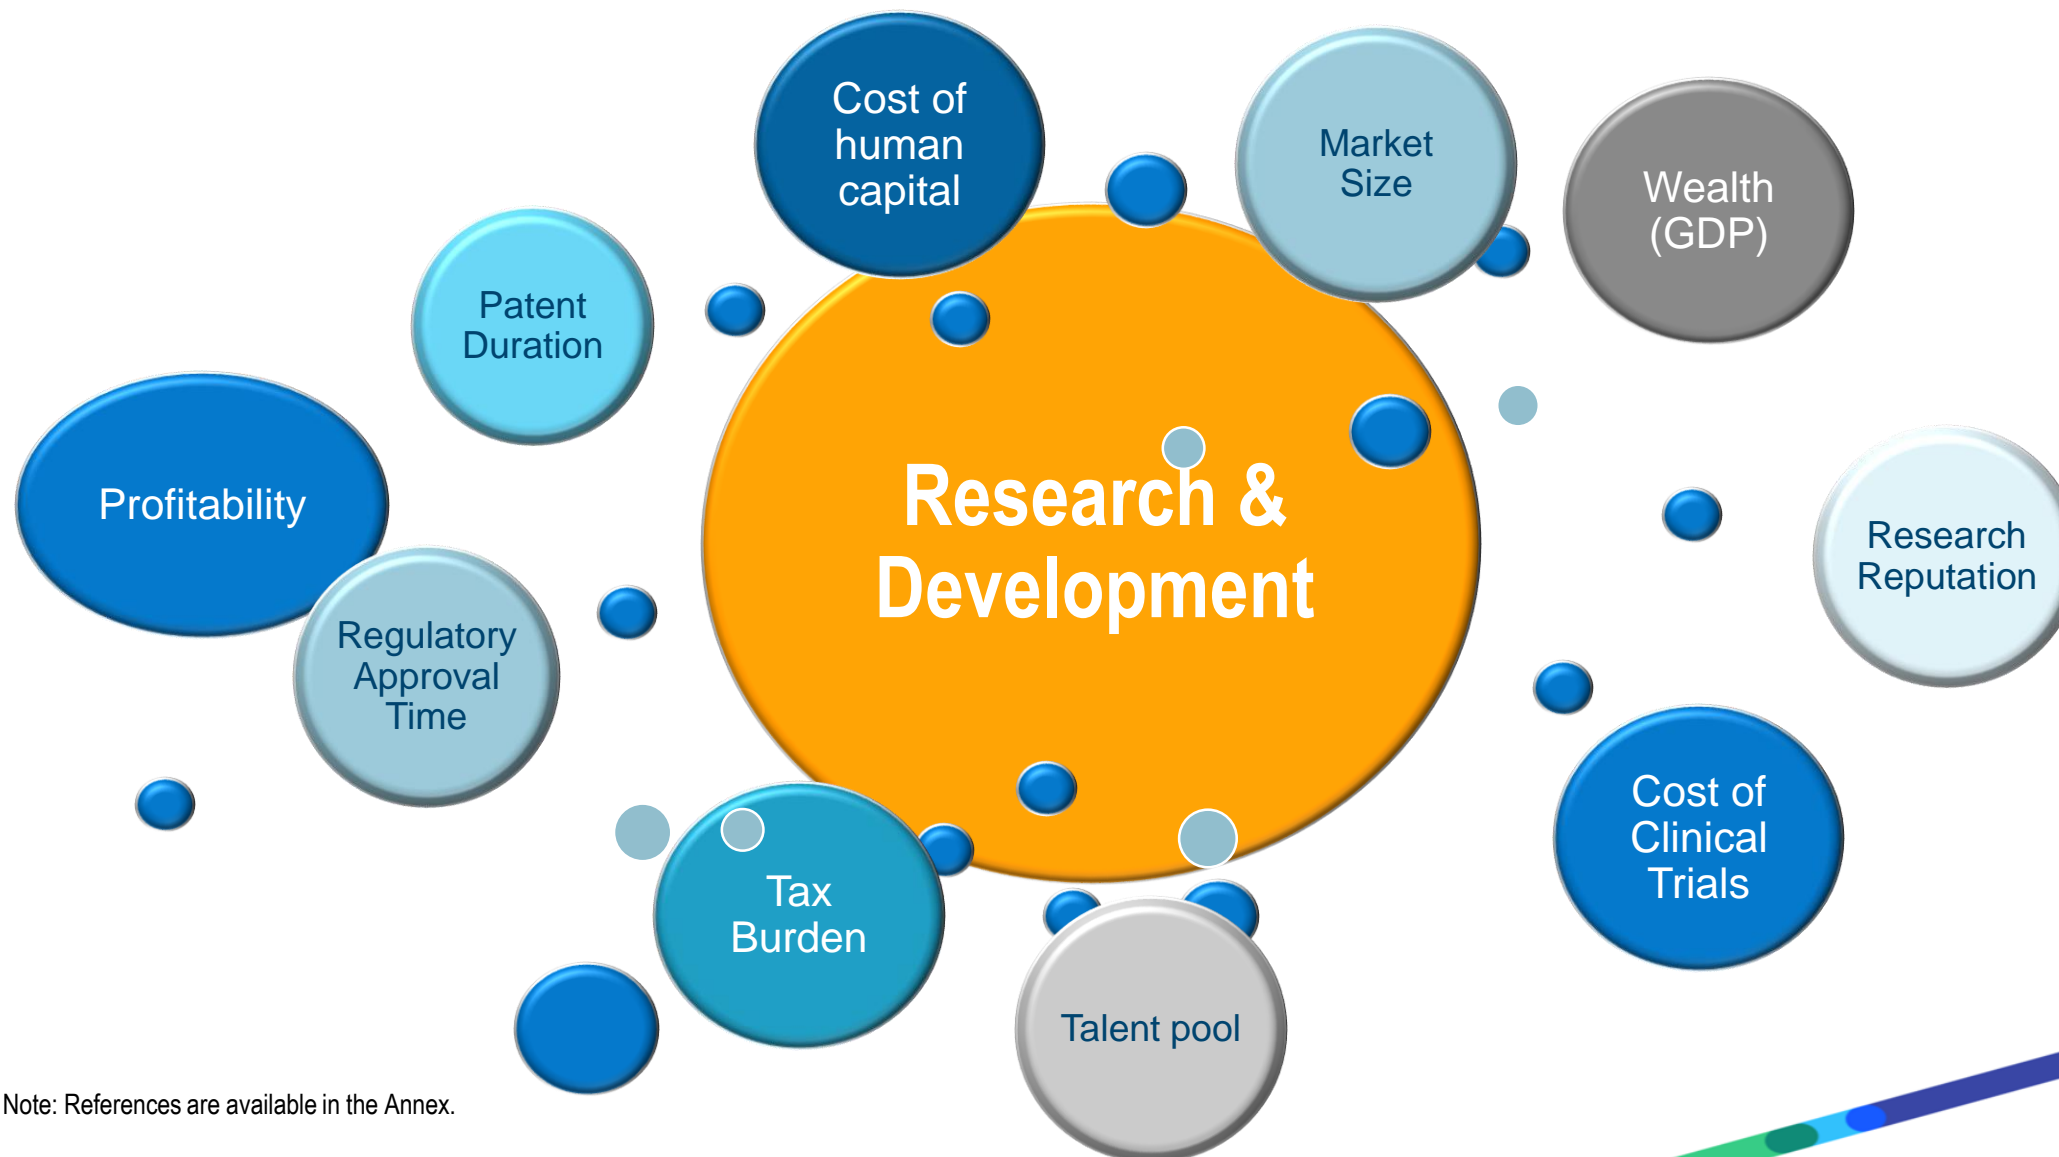 Cost of
human
capital
Market
Size
Wealth
(GDP)
Patent
Duration
Profitability
Research &
Development
Research
Reputation
Regulatory
Approval
Time
Cost of
Clinical
Trials
Tax
Burden
Talent pool
Note: References are available in the Annex.